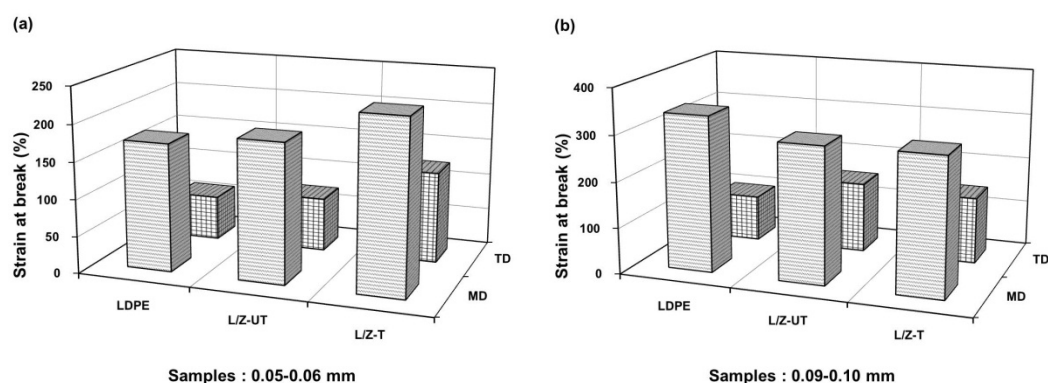 (a)
Strain at break (%)
250
200
150
100
50
0
LDPE
L/Z-UT
L/Z-T
MD
TD
Samples : 0.05-0.06 mm
(b)
Strain at break (%)
400
300
200
100
0
LDPE
L/Z-UT
L/Z-T
MD
TD
Samples : 0.09-0.10 mm